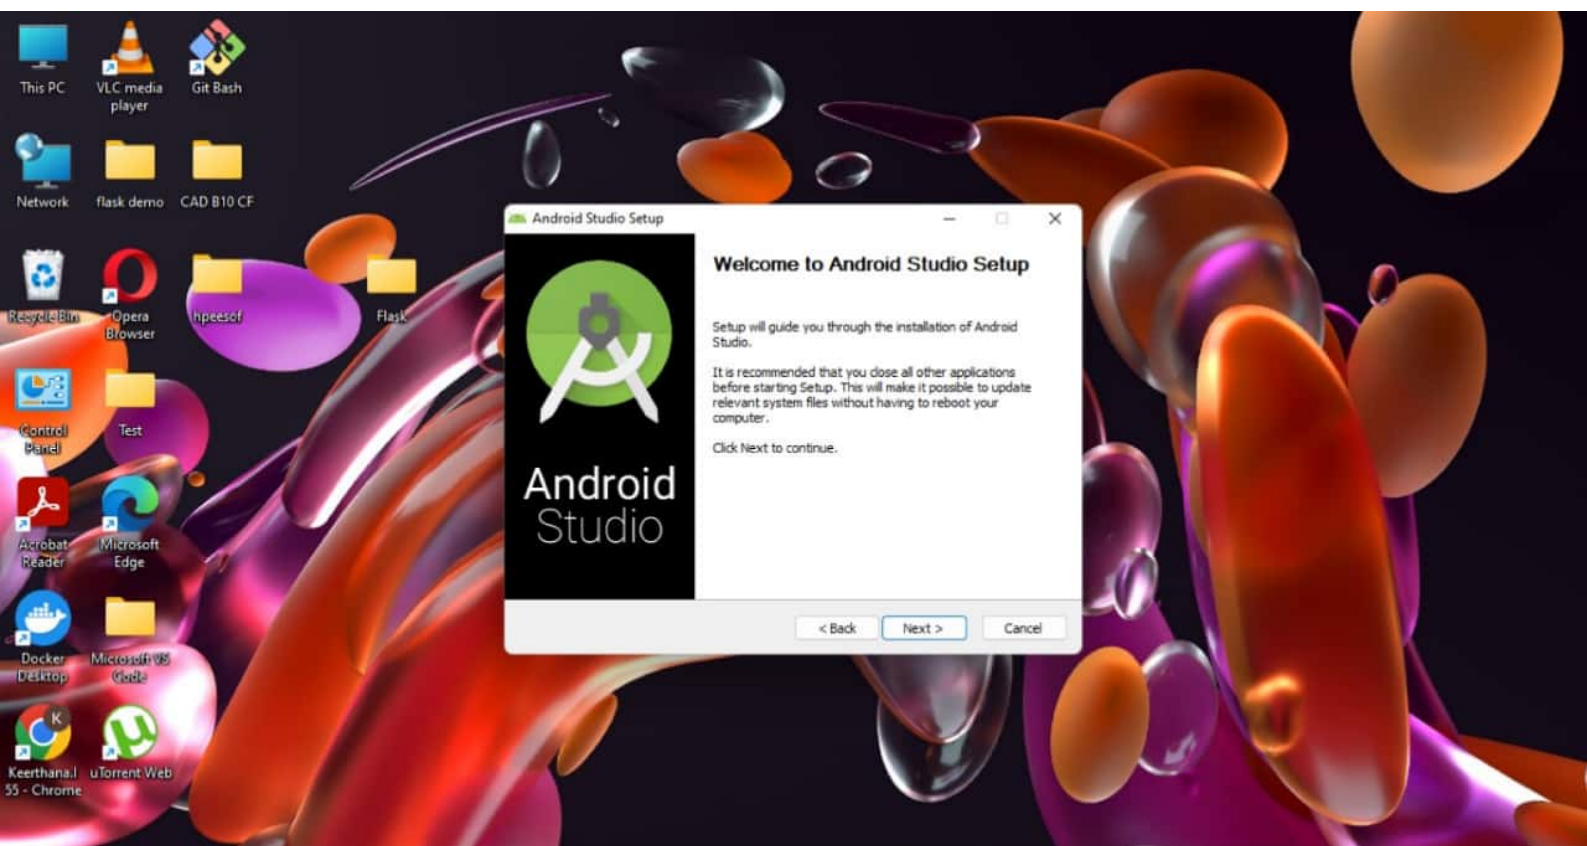 This PC
VLC media
player
Git Bash
Network
flask demo
CAD B10 CF
Recycle Bin
Opera
Browser
hpeesof
Flask
Control
Panel
Test
Acrobat
Reader
Microsoft
Edge
Docker
Desktop
Microsoft VS
Code
K
Keerthana.l
55 - Chrome
uTorrent Web
Android Studio Setup
Android
Studio
Welcome to Android Studio Setup
Setup will guide you through the installation of Android
Studio.
It is recommended that you close all other applications
before starting Setup. This will make it possible to update
relevant system files without having to reboot your
computer.
Click Next to continue.
< Back
Next >
Cancel